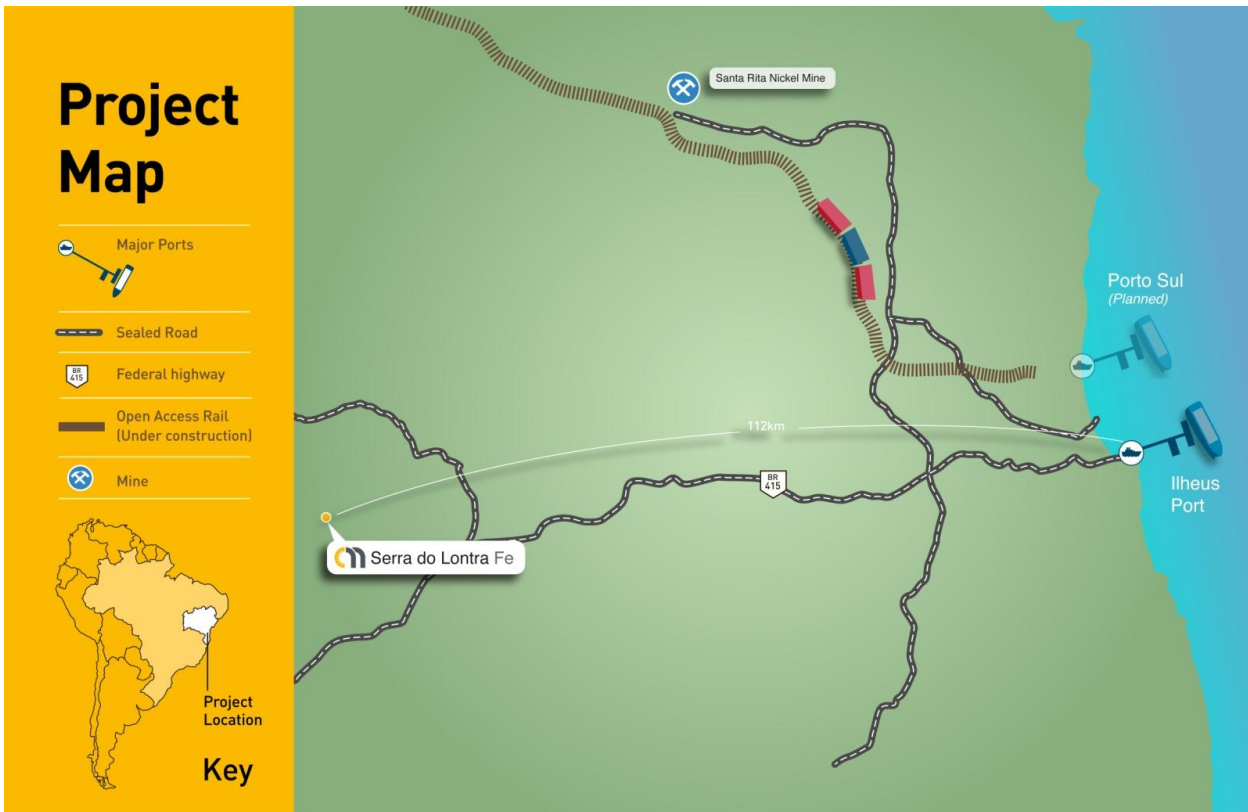 Project
Map
Major Ports
Sealed Road
BR
415
Federal highway
Open Access Rail
(Under construction)
Mine
Project
Location
Key
Santa Rita Nickel Mine
Porto Sul
(Planned)
112km
BR
415
Ilheus
Port
Serra do Lontra Fe